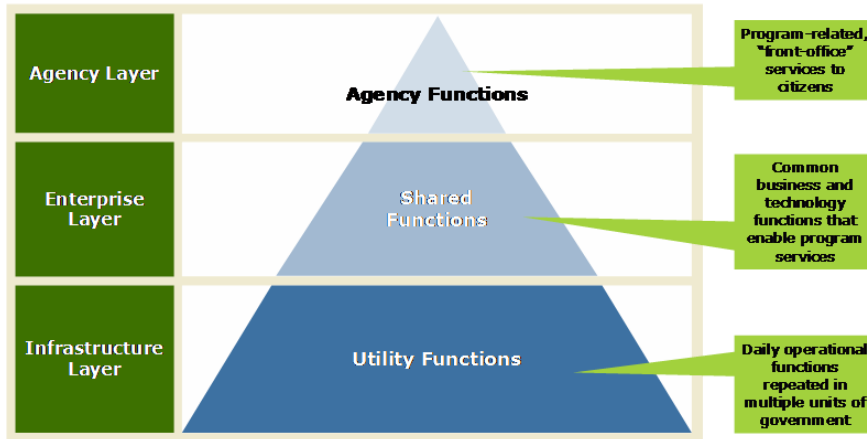 Agency Layer
Agency Functions
Program-related,
"front-office"
services to
citizens
Enterprise
Layer
Shared
Functions
Common
business and
technology
functions that
enable program
services
Infrastructure
Layer
Utility Functions
Daily operational
functions
repeated in
multiple units of
government